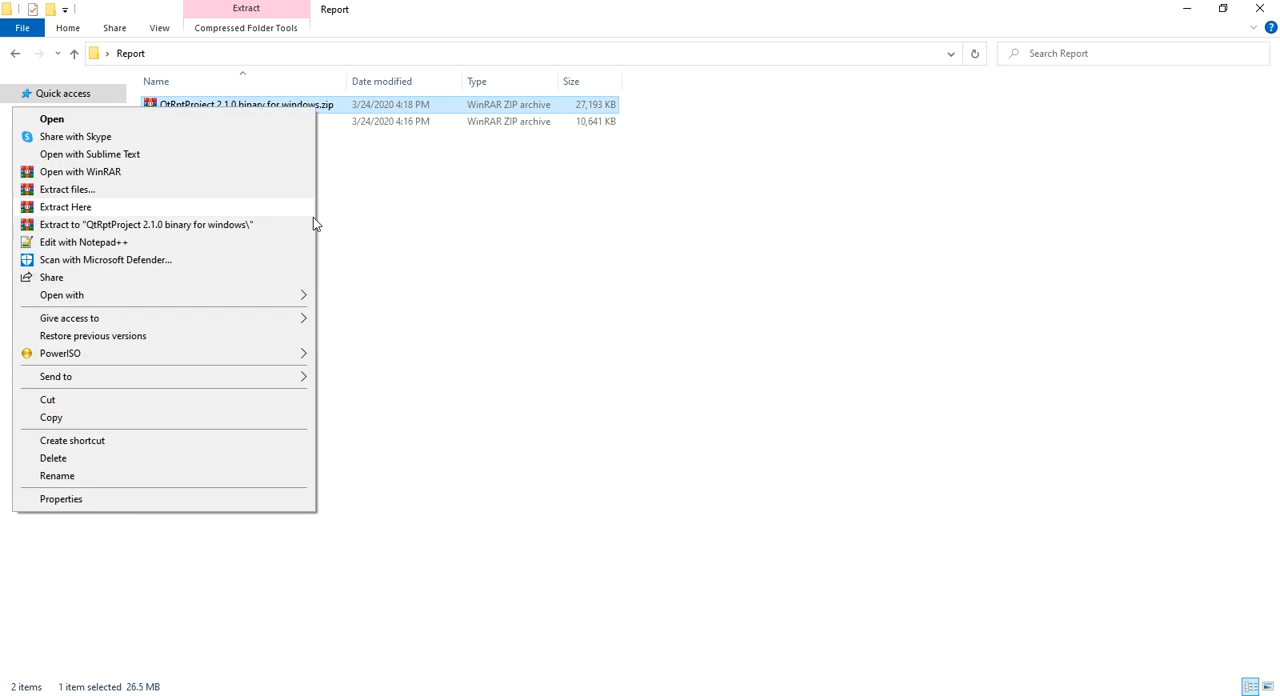 Extract Report
File Home Share View Compressed Folder Tools
Report Search Report
Name Date modified Type Size
Quick access
QtRptProject 2.1.0 binary for windows.zip 3/24/2020 4:18 PM WinRAR ZIP archive 27,193 KB
3/24/2020 4:16 PM WinRAR ZIP archive 10,641 KB
Open
Share with Skype
Open with Sublime Text
Open with WinRAR
Extract files...
Extract Here
Extract to "QtRptProject 2.1.0 binary for windows\"
Edit with Notepad++
Scan with Microsoft Defender...
Share
Open with
Give access to
Restore previous versions
PowerISO
Send to
Cut
Copy
Create shortcut
Delete
Rename
Properties
2 items 1 item selected 26.5 MB